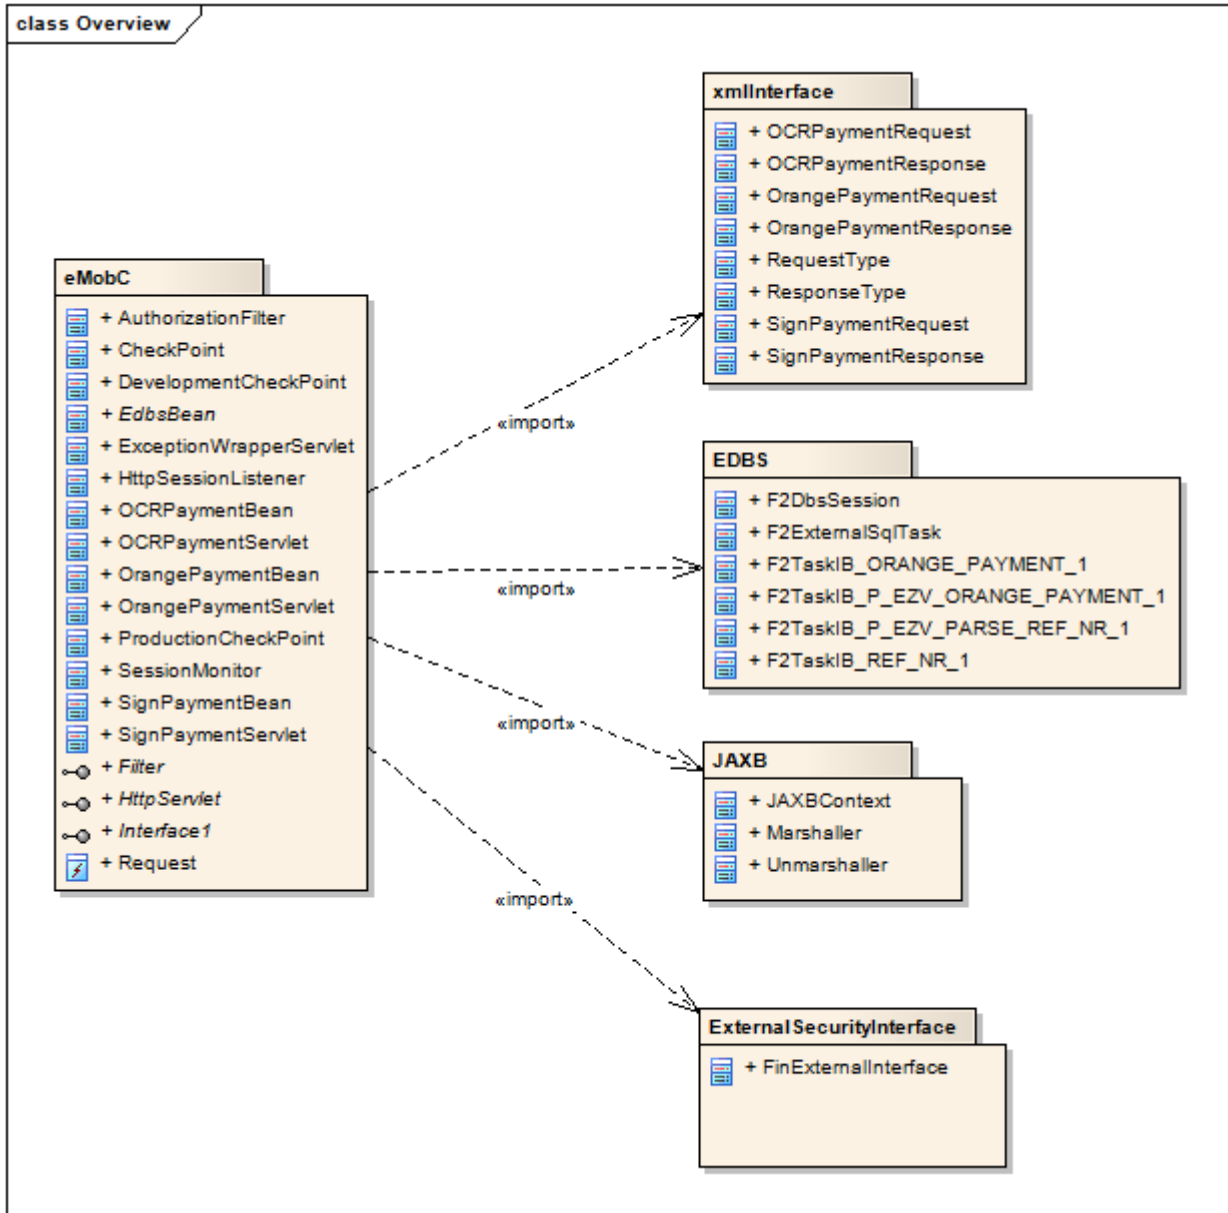 class Overview
eMobC
+ AuthorizationFilter
+ CheckPoint
+ DevelopmentCheckPoint
+ EdbsBean
+ ExceptionWrapperServlet
+ HttpSessionListener
+ OCRPaymentBean
+ OCRPaymentServlet
+ OrangePaymentBean
+ OrangePaymentServlet
+ ProductionCheckPoint
+ SessionMonitor
+ SignPaymentBean
+ SignPaymentServlet
+ Filter
+ HttpServlet
+ Interface1
+ Request
«import»
«import»
«import»
«import»
xmlInterface
+ OCRPaymentRequest
+ OCRPaymentResponse
+ OrangePaymentRequest
+ OrangePaymentResponse
+ RequestType
+ ResponseType
+ SignPaymentRequest
+ SignPaymentResponse
EDBS
+ F2DbsSession
+ F2ExternalSqlTask
+ F2TaskIB_ORANGE_PAYMENT_1
+ F2TaskIB_P_EZV_ORANGE_PAYMENT_1
+ F2TaskIB_P_EZV_PARSE_REF_NR_1
+ F2TaskIB_REF_NR_1
JAXB
+ JAXBContext
+ Marshaller
+ Unmarshaller
ExternalSecurityInterface
+ FinExternalInterface